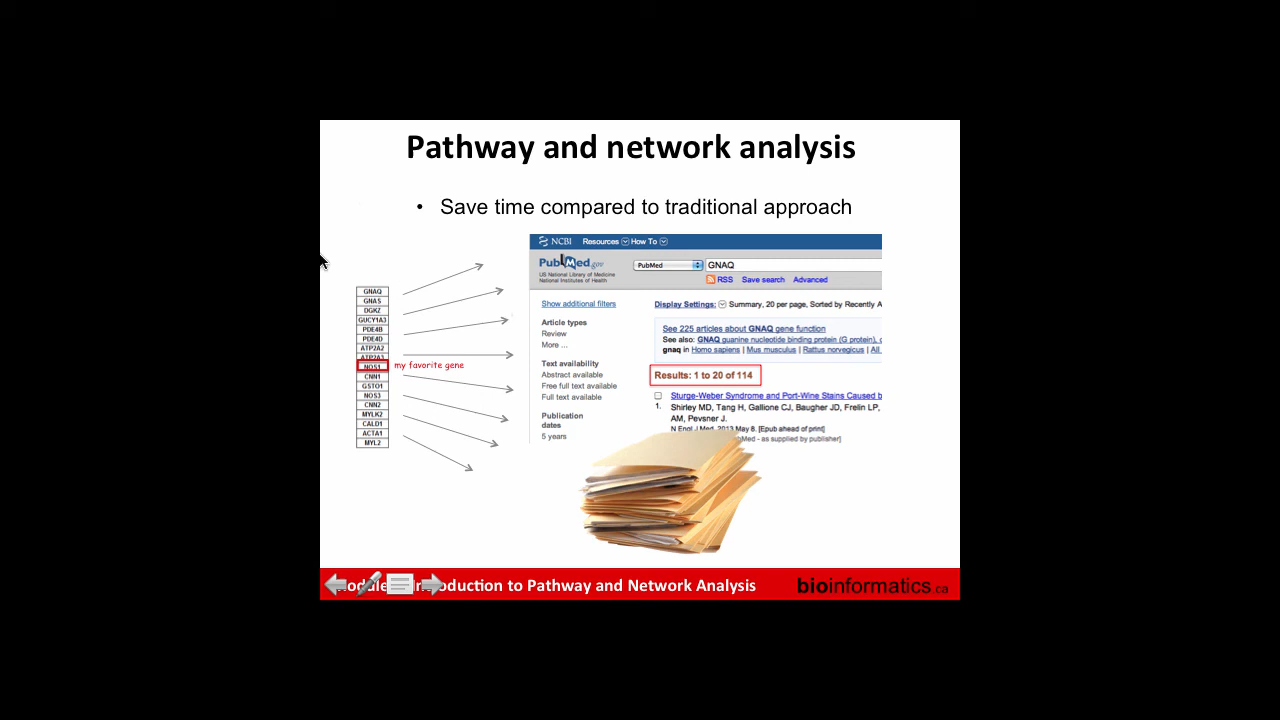 Pathway and network analysis
• Save time compared to traditional approach
NCBI Resources How To
PubMed.gov
US National Library of Medicine
National Institutes of Health
PubMed
GNAQ
RSS Save search Advanced
Show additional filters
Article types
Review
More ...
Text availability
Abstract available
Free full text available
Full text available
Publication
dates
5 years
Display Settings: Summary, 20 per page, Sorted by Recently A
See 225 articles about GNAQ gene function
See also: GNAQ guanine nucleotide binding protein (G protein),
gnaq in Homo sapiens | Mus musculus | Rattus norvegicus | All
Results: 1 to 20 of 114
Sturge-Weber Syndrome and Port-Wine Stains Caused b
1. Shirley MD, Tang H, Gallione CJ, Baugher JD, Frelin LP,
AM, Pevsner J.
N Engl J Med. 2013 May 8. [Epub ahead of print]
- as supplied by publisher]
GNAQ
GNAS
DGKZ
GUCY1A3
PDE4B
PDE4D
ATP2A2
ATP2A3
NOS1
my favorite gene
CNN1
GSTO1
NOS3
CNN2
MYLK2
CALD1
ACTA1
MYL2
to Pathway and Network Analysis
bioinformatics.ca